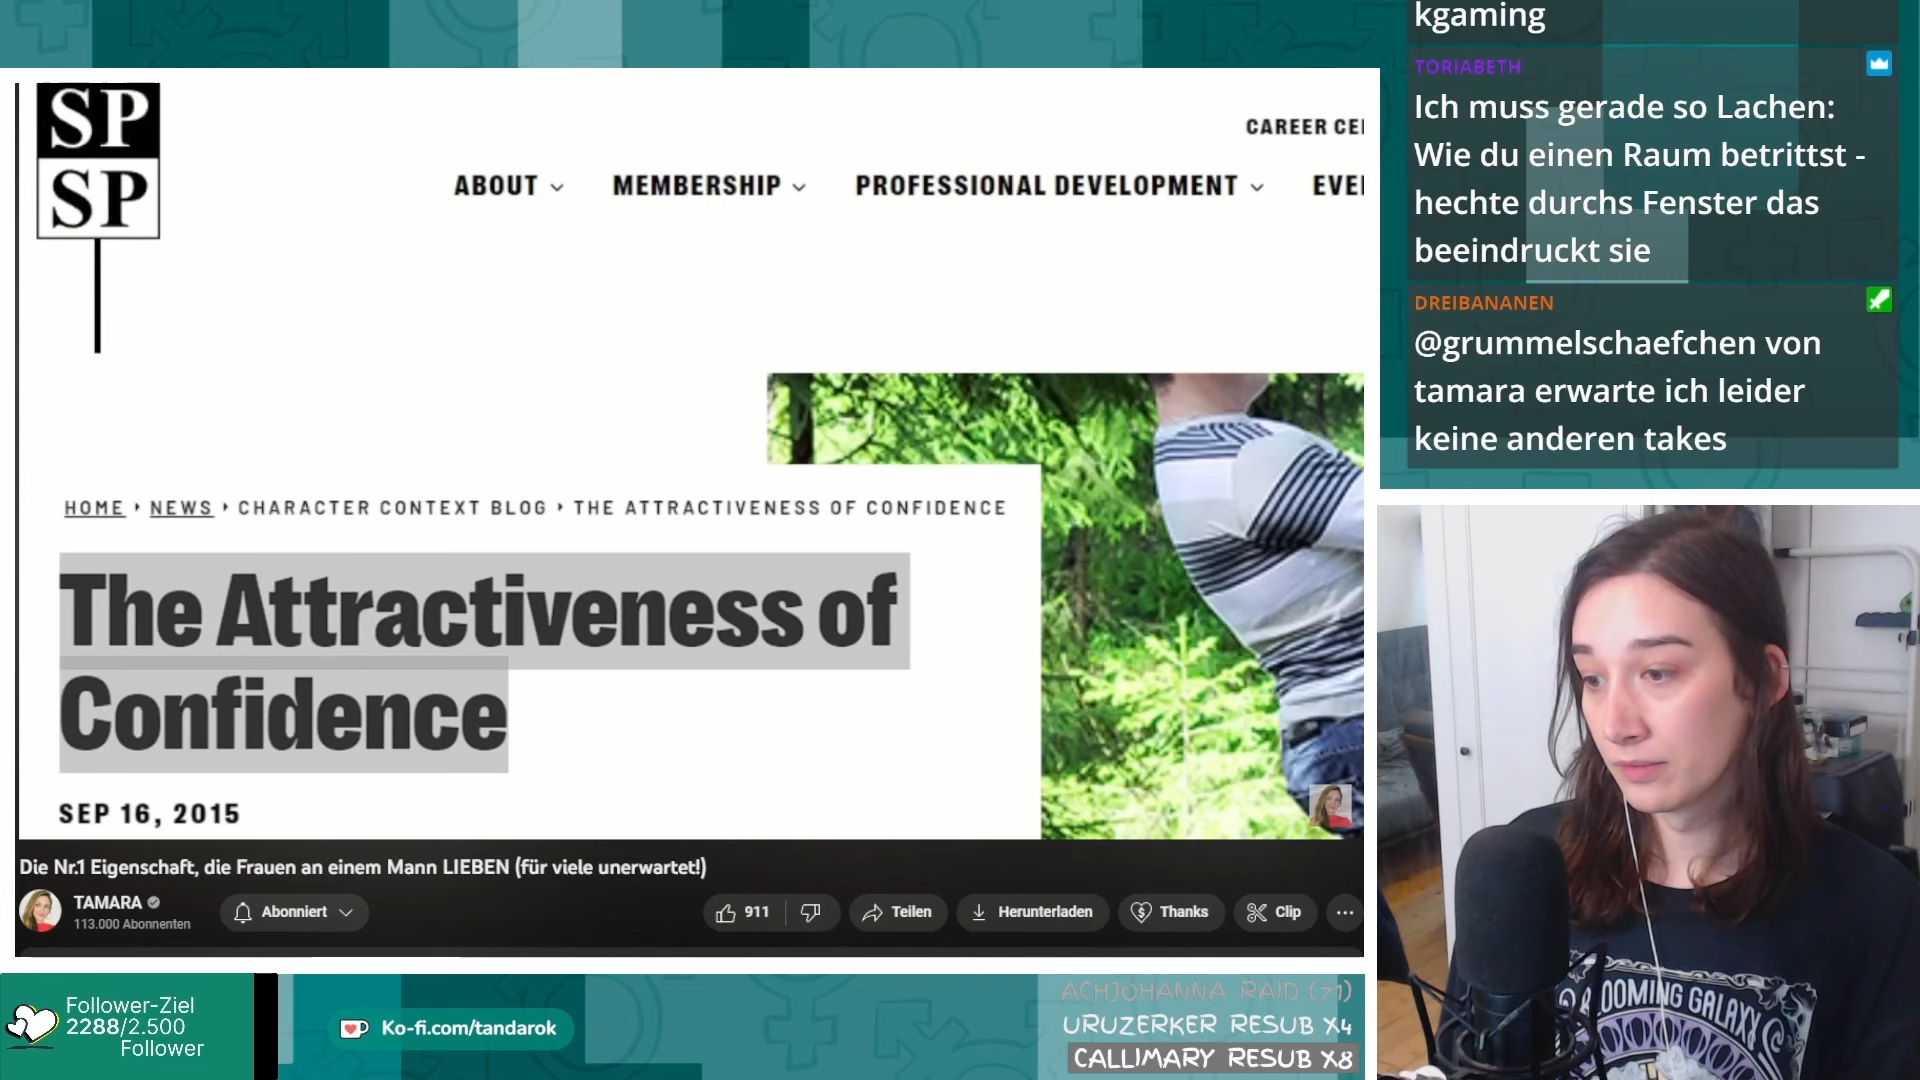 SP
SP
CAREER CE
ABOUT
MEMBERSHIP
PROFESSIONAL DEVELOPMENT
EVE
HOME
NEWS
CHARACTER CONTEXT BLOG
THE ATTRACTIVENESS OF CONFIDENCE
The Attractiveness of
Confidence
SEP 16, 2015
Die Nr.1 Eigenschaft, die Frauen an einem Mann LIEBEN (für viele unerwartet!)
TAMARA
113.000 Abonnenten
Abonniert
911
Teilen
Herunterladen
Thanks
Clip
Follower-Ziel
2288/2.500
Follower
Ko-fi.com/tandarok
ACHJOHANNA RAID (71)
URUZERKER RESUB X4
CALLIMARY RESUB X8
kgaming
TORIABETH
Ich muss gerade so Lachen:
Wie du einen Raum betrittst -
hechte durchs Fenster das
beeindruckt sie
DREIBANANEN
@grummelschaefchen von
tamara erwarte ich leider
keine anderen takes
OOMING GALAXY